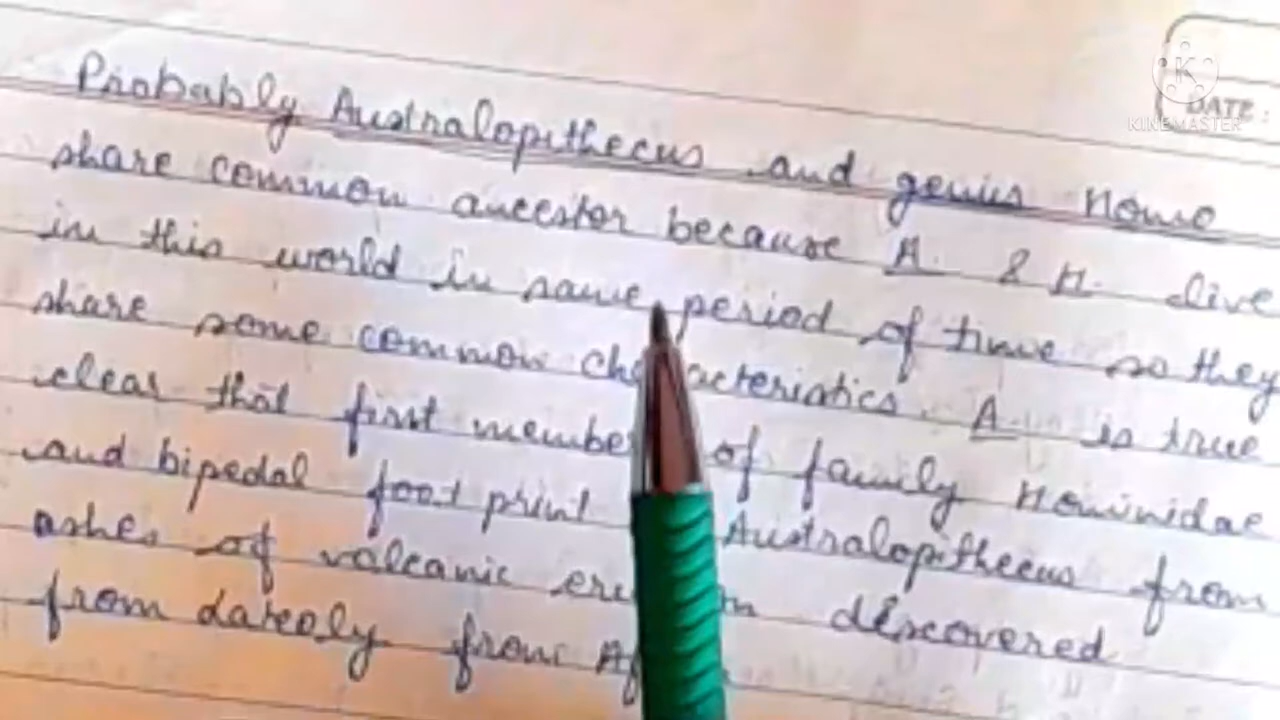 DATE:
KINEMASTER
Probably Australopithecus and genus Homo
share common ancestor because A. & H. live
in this world in same period of time so they
share some common characteristics. A. is true
clear that first member of family Hominidae
and bipedal foot print Australopithecus from
ashes of volcanic discovered
from from